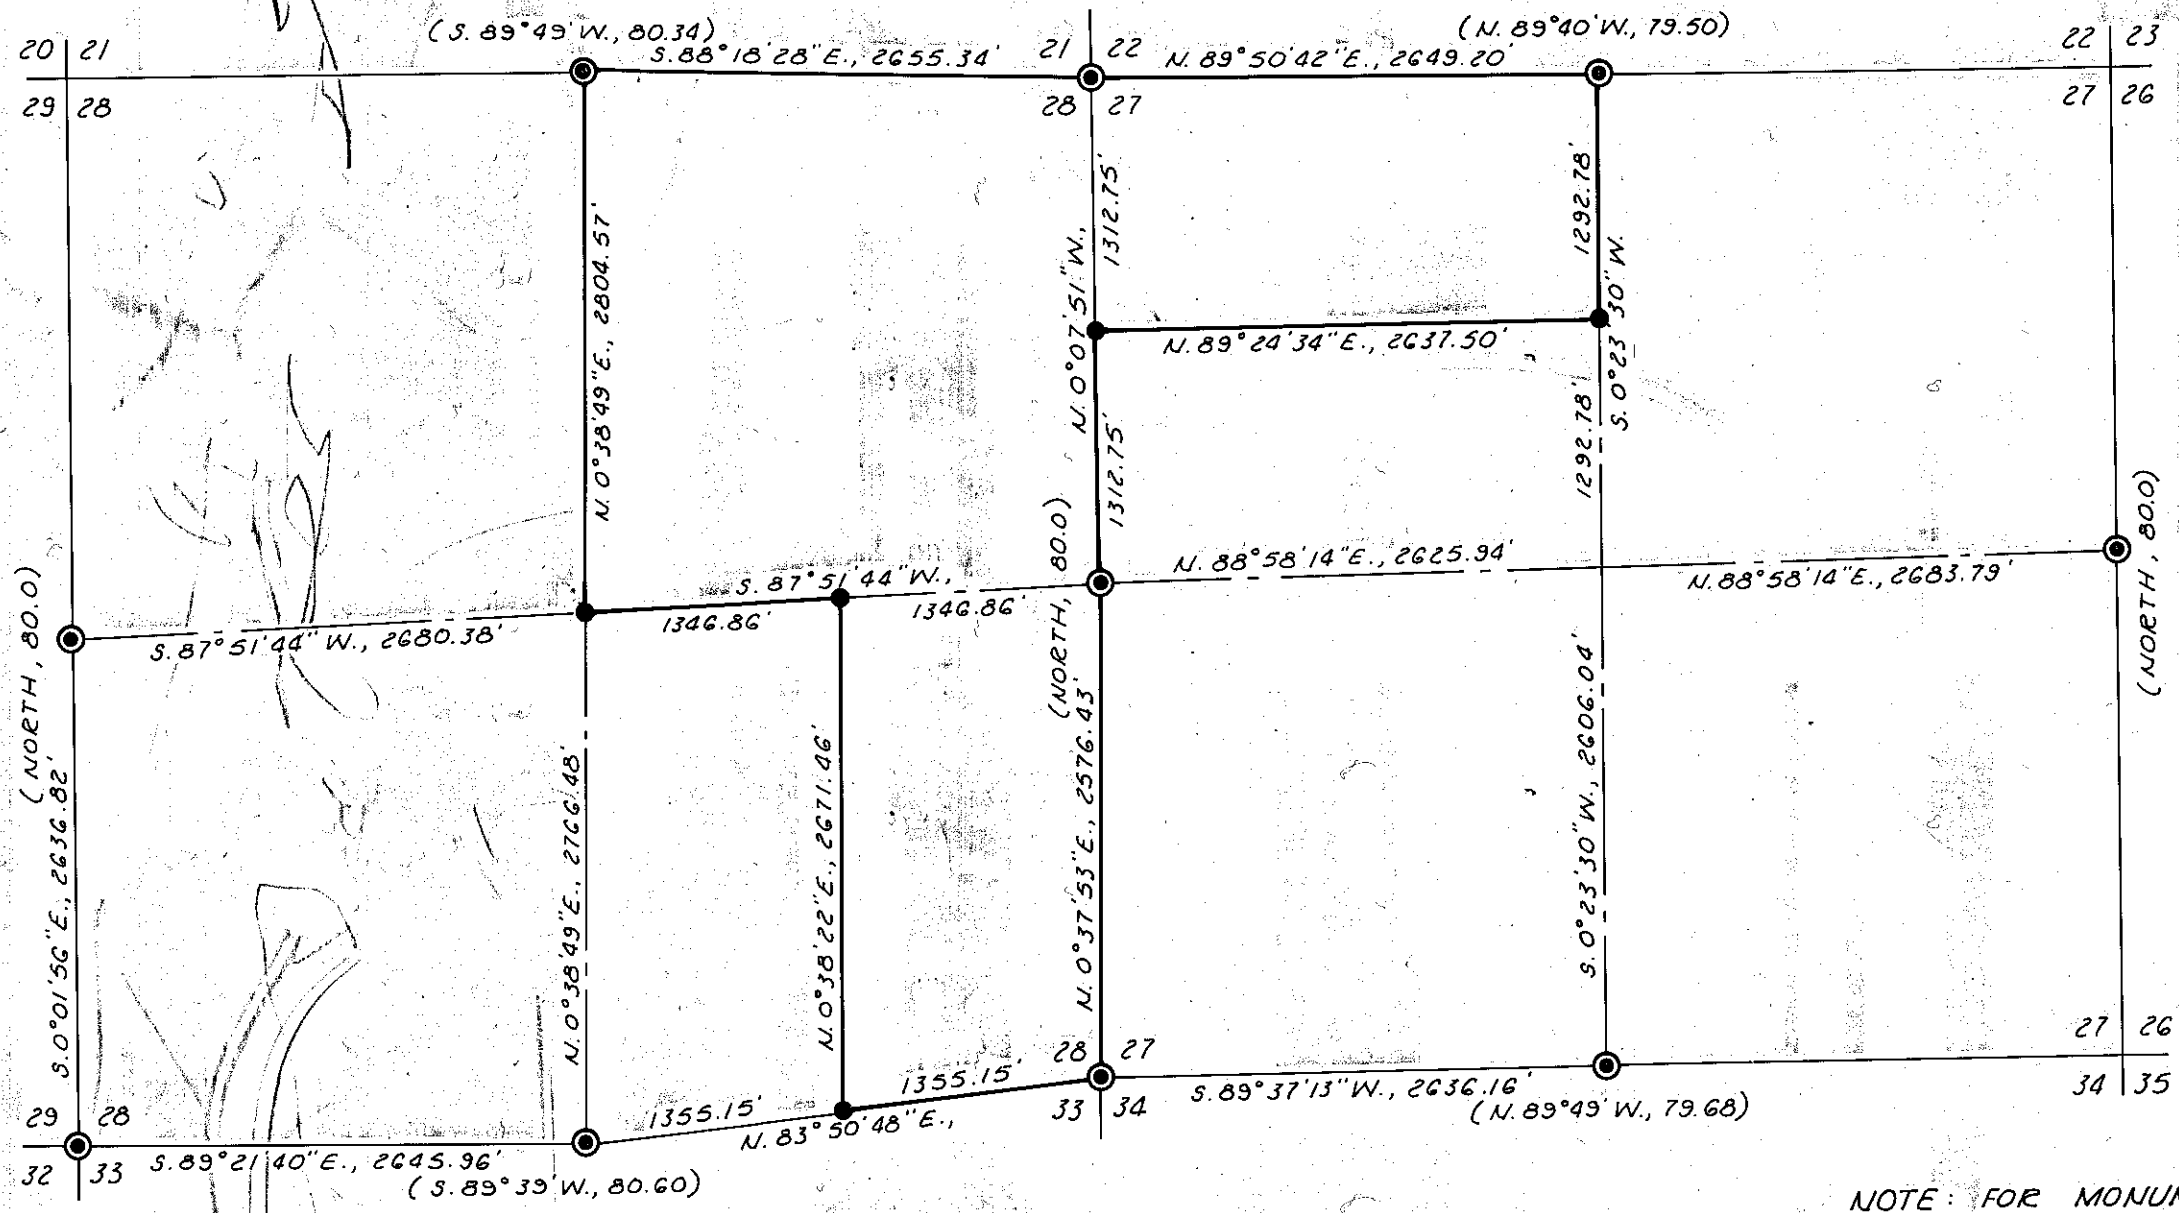 (S. 89°49' W., 80.34)
(N. 89°40' W., 79.50)
20 21
S. 88°18'28" E., 2655.34'
21 22
N. 89°50'42" E., 2649.20'
22 23
29 28
28 27
27 26
N. 0°38'49" E., 2804.57'
N. 0°07'51" W.,
1312.75'
1292.78'
S. 0°23'30" W.
N. 89°24'34" E., 2637.50'
1312.75'
1292.78'
(NORTH, 80.0)
(NORTH, 80.0)
(NORTH, 80.0)
S. 87°51'44" W., 2680.38'
S. 87°51'44" W.,
1346.86'
1346.86'
N. 88°58'14" E., 2625.94'
N. 88°58'14" E., 2683.79'
S. 0°01'56" E., 2636.82'
N. 0°38'49" E., 2766.48'
N. 0°38'22" E., 2671.46'
N. 0°37'53" E., 2576.43'
S. 0°23'30" W., 2606.04'
29 28
28 27
27 26
32 33
33 34
34 35
S. 89°21'40" E., 2645.96'
(S. 89°39' W., 80.60)
1355.15'
N. 83°50'48" E.,
1355.15'
S. 89°37'13" W., 2636.16'
(N. 89°49' W., 79.68)
NOTE: FOR MONUM